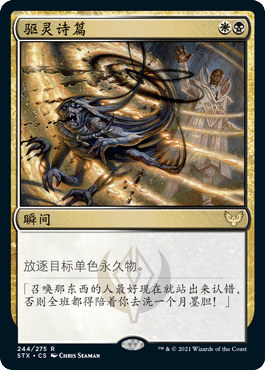 驱灵诗篇
瞬间
放逐目标单色永久物。
「召唤那东西的人最好现在就站出来认错，
否则全班都得陪着你去洗一个月墨胆！」
244/275 R
STX • CS CHRIS SEAMAN
™ & © 2021 Wizards of the Coast